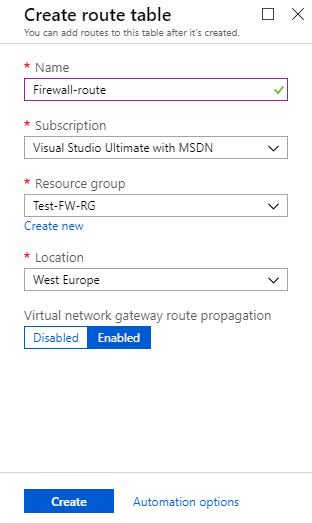 Create route table
You can add routes to this table after it's created.
* Name
Firewall-route
* Subscription
Visual Studio Ultimate with MSDN
* Resource group
Test-FW-RG
Create new
* Location
West Europe
Virtual network gateway route propagation
Disabled Enabled
Create Automation options